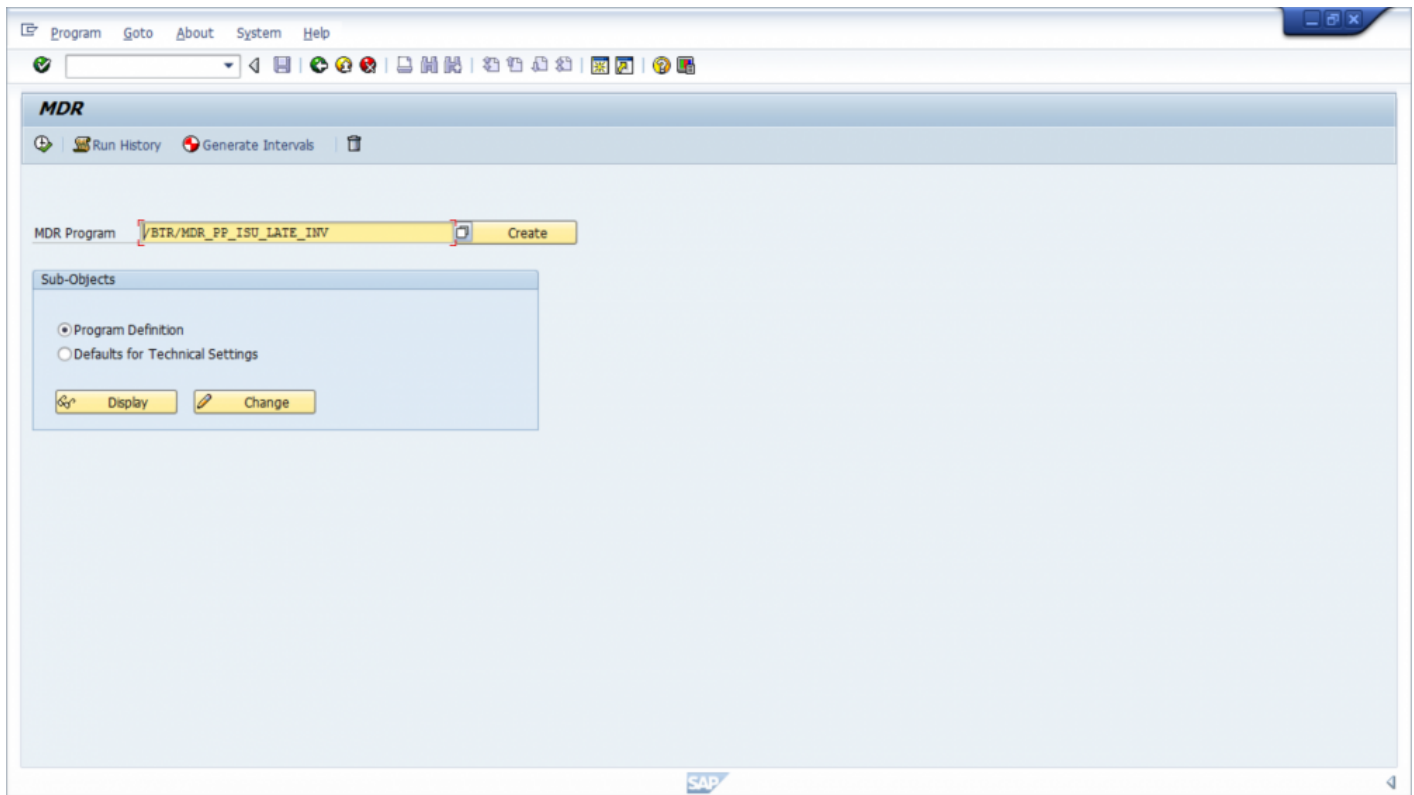 Program Goto About System Help
MDR
Run History Generate Intervals
MDR Program /BTR/MDR_PP_ISU_LATE_INV Create
Sub-Objects
Program Definition
Defaults for Technical Settings
Display Change
SAP